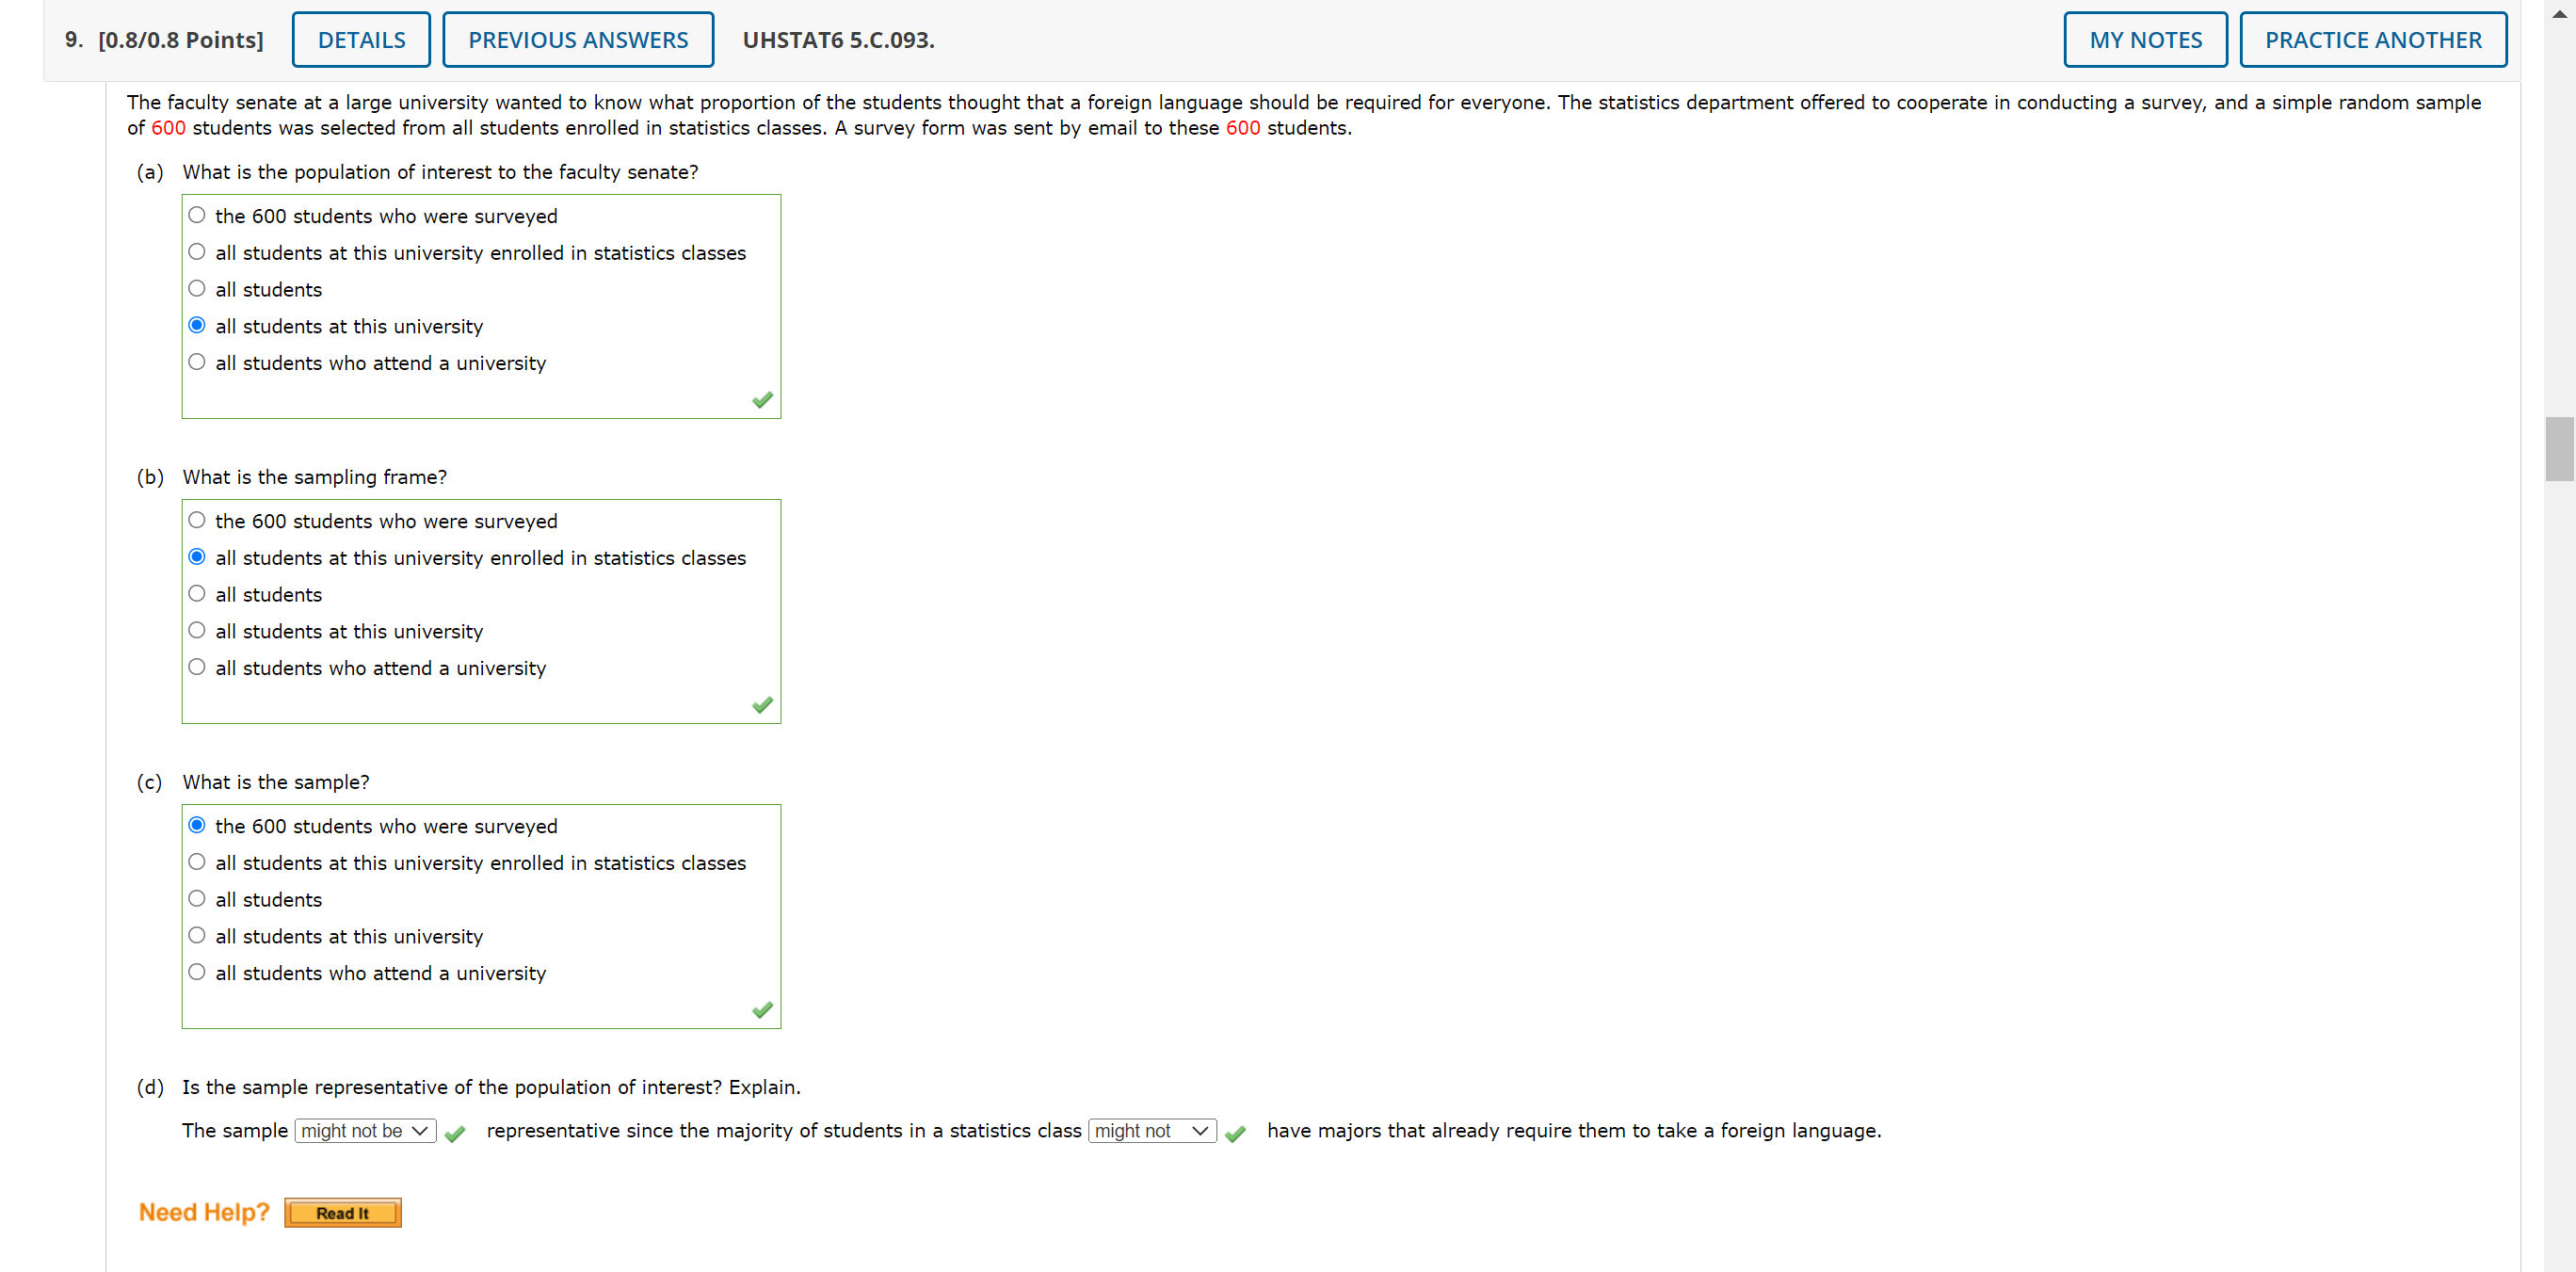 9. [0.8/0.8 Points] DETAILS PREVIOUS ANSWERS UHSTAT6 5.C.093. MY NOTES PRACTICE ANOTHER
The faculty senate at a large university wanted to know what proportion of the students thought that a foreign language should be required for everyone. The statistics department offered to cooperate in conducting a survey, and a simple random sample
of 600 students was selected from all students enrolled in statistics classes. A survey form was sent by email to these 600 students.
(a) What is the population of interest to the faculty senate?
the 600 students who were surveyed
all students at this university enrolled in statistics classes
all students
all students at this university
all students who attend a university
(b) What is the sampling frame?
the 600 students who were surveyed
all students at this university enrolled in statistics classes
all students
all students at this university
all students who attend a university
(c) What is the sample?
the 600 students who were surveyed
all students at this university enrolled in statistics classes
all students
all students at this university
all students who attend a university
(d) Is the sample representative of the population of interest? Explain.
The sample might not be representative since the majority of students in a statistics class might not have majors that already require them to take a foreign language.
Need Help? Read It